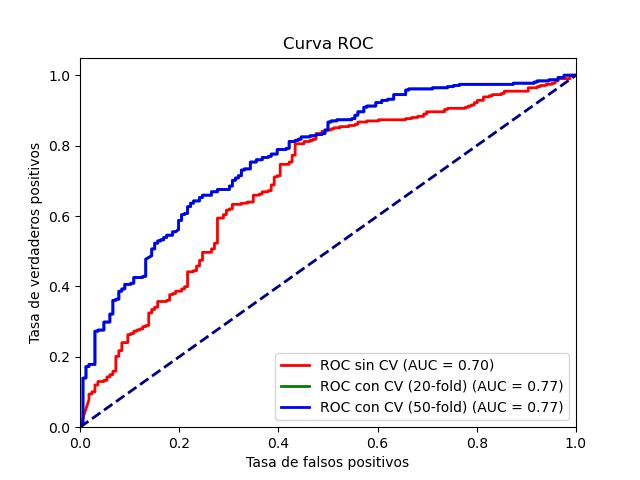 Curva ROC
1.0
0.8
0.6
0.4
0.2
0.0
Tasa de verdaderos positivos
ROC sin CV (AUC = 0.70)
ROC con CV (20-fold) (AUC = 0.77)
ROC con CV (50-fold) (AUC = 0.77)
0.0 0.2 0.4 0.6 0.8 1.0
Tasa de falsos positivos